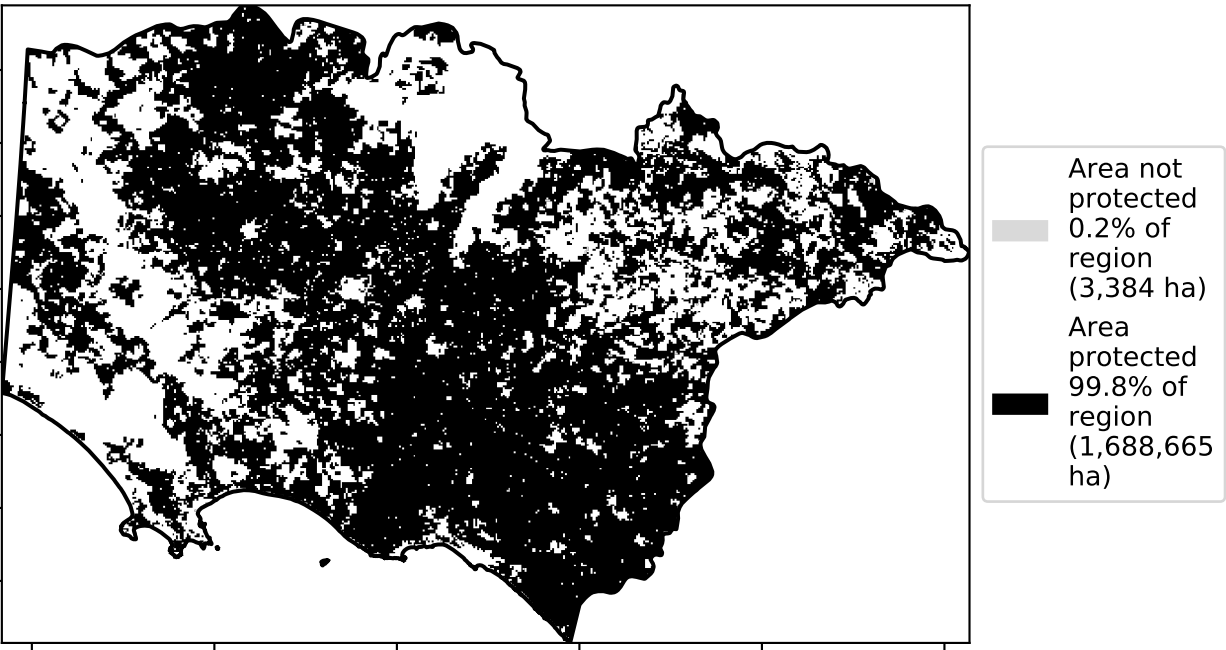 Area not
protected
0.2% of
region
(3,384 ha)
Area
protected
99.8% of
region
(1,688,665
ha)